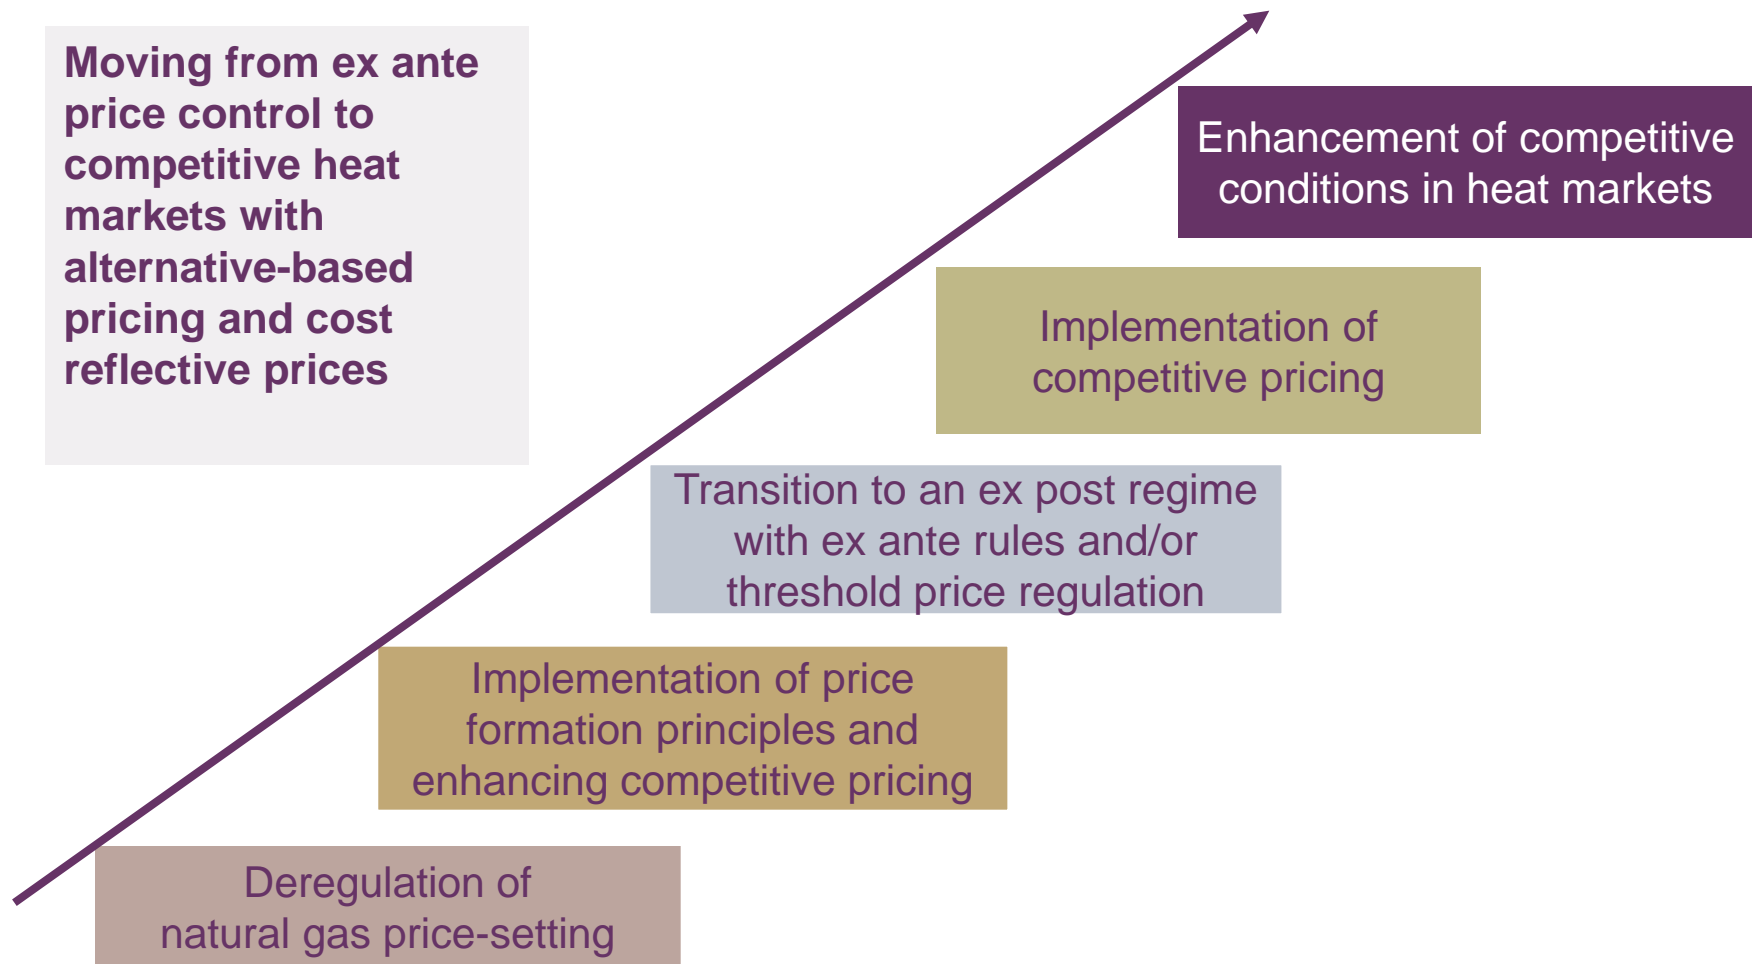 Moving from ex ante
price control to
competitive heat
markets with
alternative-based
pricing and cost
reflective prices
Enhancement of competitive
conditions in heat markets
Implementation of
competitive pricing
Transition to an ex post regime
with ex ante rules and/or
threshold price regulation
Implementation of price
formation principles and
enhancing competitive pricing
Deregulation of
natural gas price-setting